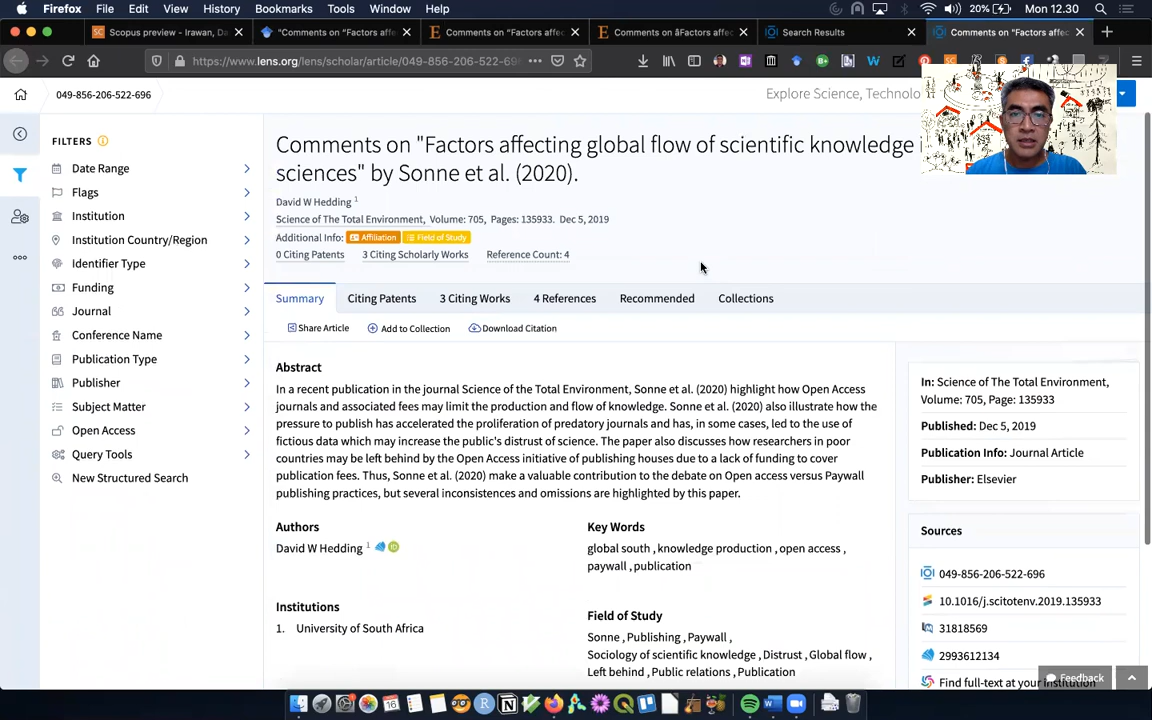 Firefox File Edit View History Bookmarks Tools Window Help 20% Mon 12.30
Scopus preview - Irawan, Da
"Comments on "Factors affecti
Comments on "Factors affec
Comments on âFactors affec
Search Results
Comments on "Factors affec
https://www.lens.org/lens/scholar/article/049-856-206-522-69
049-856-206-522-696
Explore Science, Technolo
FILTERS
Date Range
Flags
Institution
Institution Country/Region
Identifier Type
Funding
Journal
Conference Name
Publication Type
Publisher
Subject Matter
Open Access
Query Tools
New Structured Search
Comments on "Factors affecting global flow of scientific knowledge
sciences" by Sonne et al. (2020).
David W Hedding 1
Science of The Total Environment, Volume: 705, Pages: 135933. Dec 5, 2019
Additional Info: Affiliation Field of Study
0 Citing Patents 3 Citing Scholarly Works Reference Count: 4
Summary Citing Patents 3 Citing Works 4 References Recommended Collections
Share Article Add to Collection Download Citation
Abstract
In a recent publication in the journal Science of the Total Environment, Sonne et al. (2020) highlight how Open Access
journals and associated fees may limit the production and flow of knowledge. Sonne et al. (2020) also illustrate how the
pressure to publish has accelerated the proliferation of predatory journals and has, in some cases, led to the use of
fictious data which may increase the public's distrust of science. The paper also discusses how researchers in poor
countries may be left behind by the Open Access initiative of publishing houses due to a lack of funding to cover
publication fees. Thus, Sonne et al. (2020) make a valuable contribution to the debate on Open access versus Paywall
publishing practices, but several inconsistences and omissions are highlighted by this paper.
Authors
David W Hedding 1
Institutions
1. University of South Africa
Key Words
global south , knowledge production , open access ,
paywall , publication
Field of Study
Sonne , Publishing , Paywall ,
Sociology of scientific knowledge , Distrust , Global flow ,
Left behind , Public relations , Publication
In: Science of The Total Environment,
Volume: 705, Page: 135933
Published: Dec 5, 2019
Publication Info: Journal Article
Publisher: Elsevier
Sources
049-856-206-522-696
10.1016/j.scitotenv.2019.135933
31818569
2993612134
Find full-text at your institution
Feedback